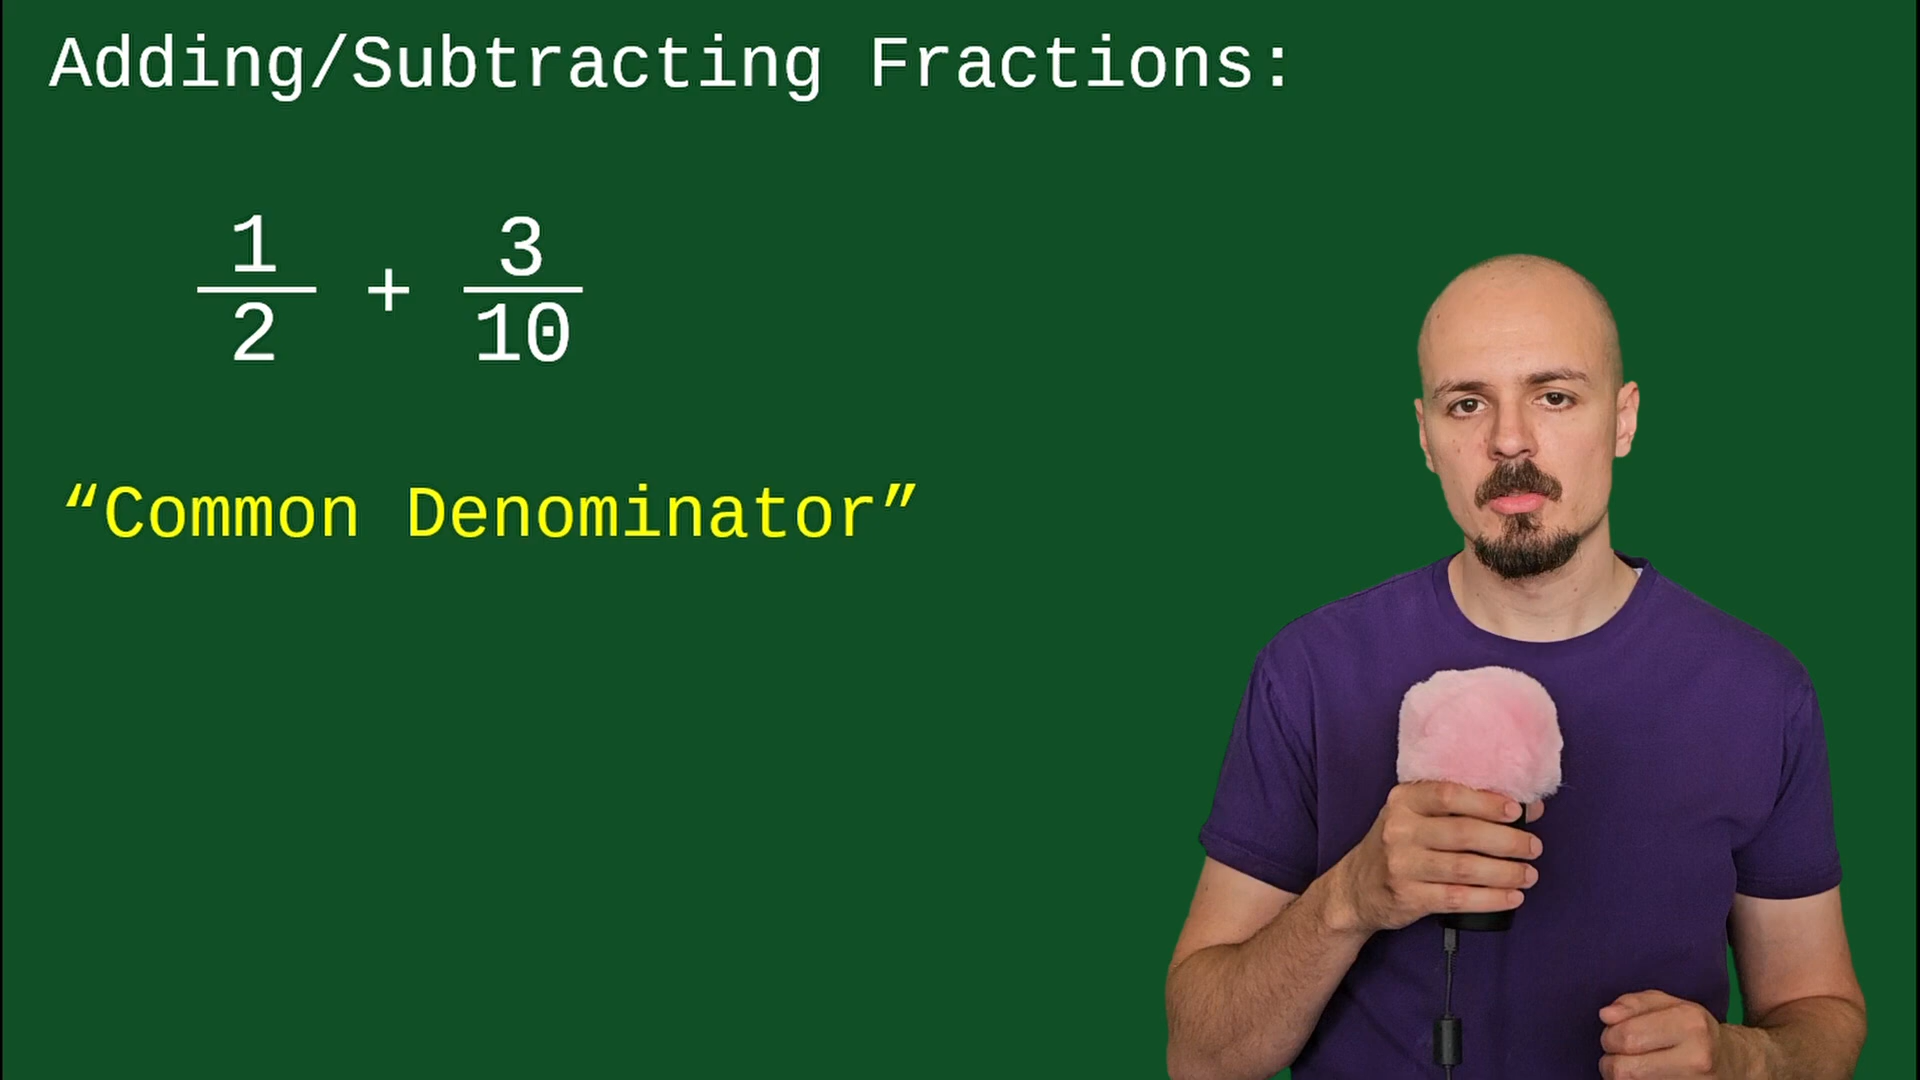 Adding/Subtracting Fractions:
1/2 + 3/10
“Common Denominator”